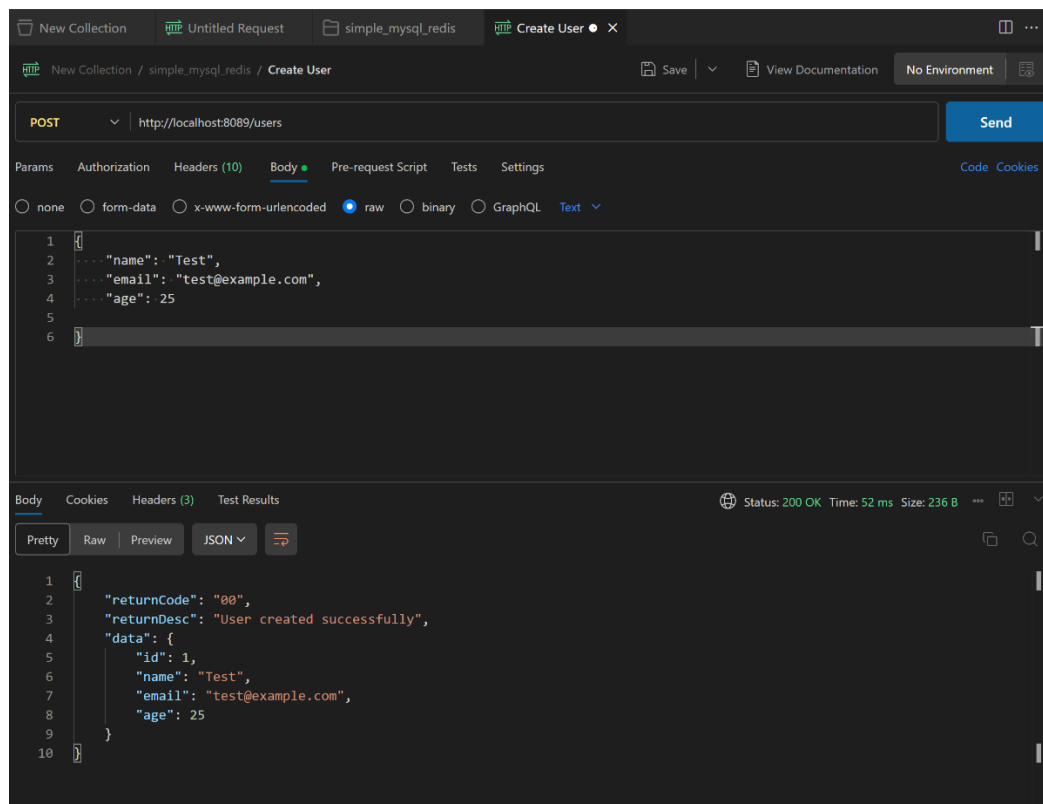 New Collection HTTP Untitled Request simple_mysql_redis HTTP Create User
HTTP New Collection / simple_mysql_redis / Create User Save View Documentation No Environment
POST http://localhost:8089/users Send
Params Authorization Headers (10) Body Pre-request Script Tests Settings Code Cookies
none form-data x-www-form-urlencoded raw binary GraphQL Text
1 {
2 ····"name":·"Test",
3 ····"email":·"test@example.com",
4 ····"age":·25
5
6 }
Body Cookies Headers (3) Test Results Status: 200 OK Time: 52 ms Size: 236 B
Pretty Raw Preview JSON
1 {
2 "returnCode": "00",
3 "returnDesc": "User created successfully",
4 "data": {
5 "id": 1,
6 "name": "Test",
7 "email": "test@example.com",
8 "age": 25
9 }
10 }